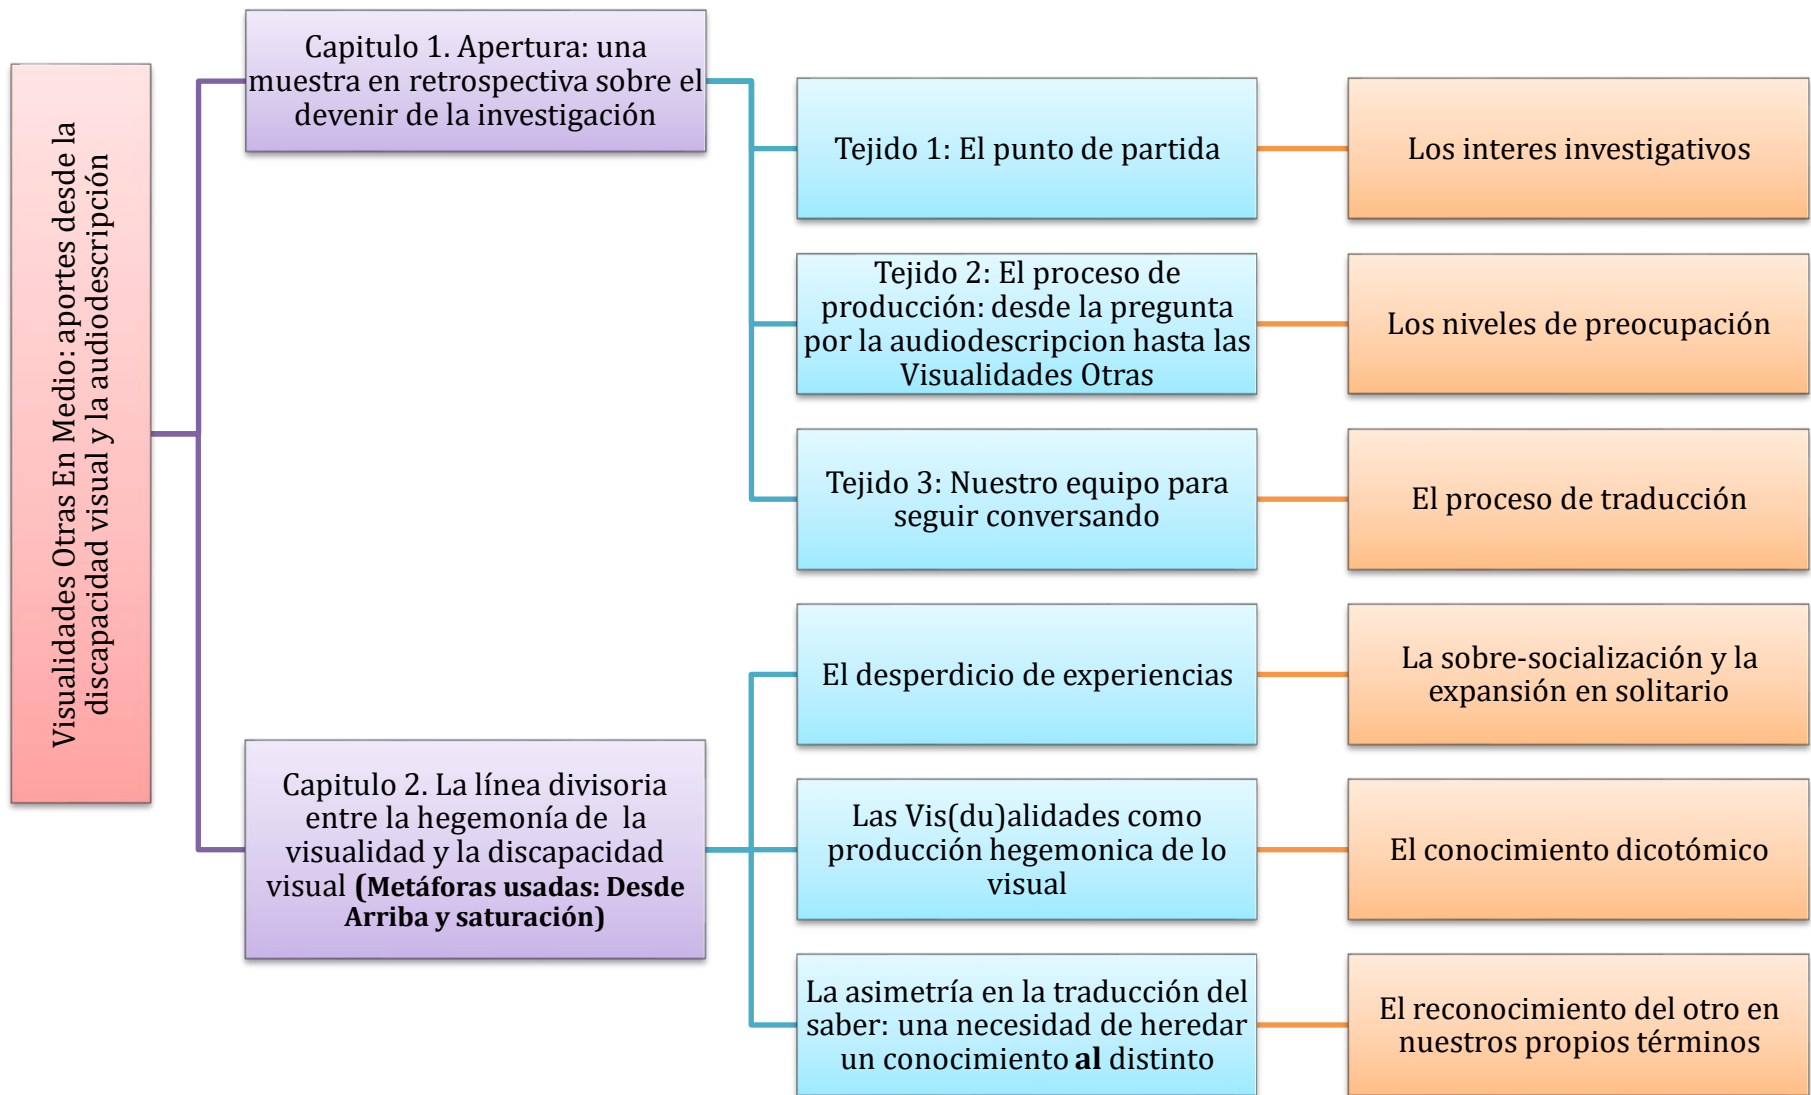 Visualidades Otras En Medio: aportes desde la
discapacidad visual y la audiodescripción
Capitulo 1. Apertura: una
muestra en retrospectiva sobre el
devenir de la investigación
Tejido 1: El punto de partida
Los interes investigativos
Tejido 2: El proceso de
producción: desde la pregunta
por la audiodescripcion hasta las
Visualidades Otras
Los niveles de preocupación
Tejido 3: Nuestro equipo para
seguir conversando
El proceso de traducción
Capitulo 2. La línea divisoria
entre la hegemonía de  la
visualidad y la discapacidad
visual (Metáforas usadas: Desde
Arriba y saturación)
El desperdicio de experiencias
La sobre-socialización y la
expansión en solitario
Las Vis(du)alidades como
producción hegemonica de lo
visual
El conocimiento dicotómico
La asimetría en la traducción del
saber: una necesidad de heredar
un conocimiento al distinto
El reconocimiento del otro en
nuestros propios términos